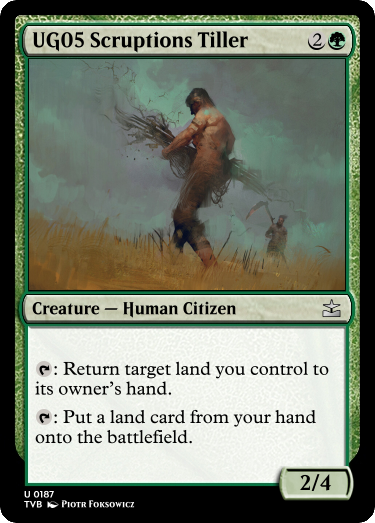 UG05 Scruptions Tiller 2
Creature — Human Citizen
: Return target land you control to
its owner's hand.
: Put a land card from your hand
onto the battlefield.
2/4
U 0187
TVB Piotr Foksowicz